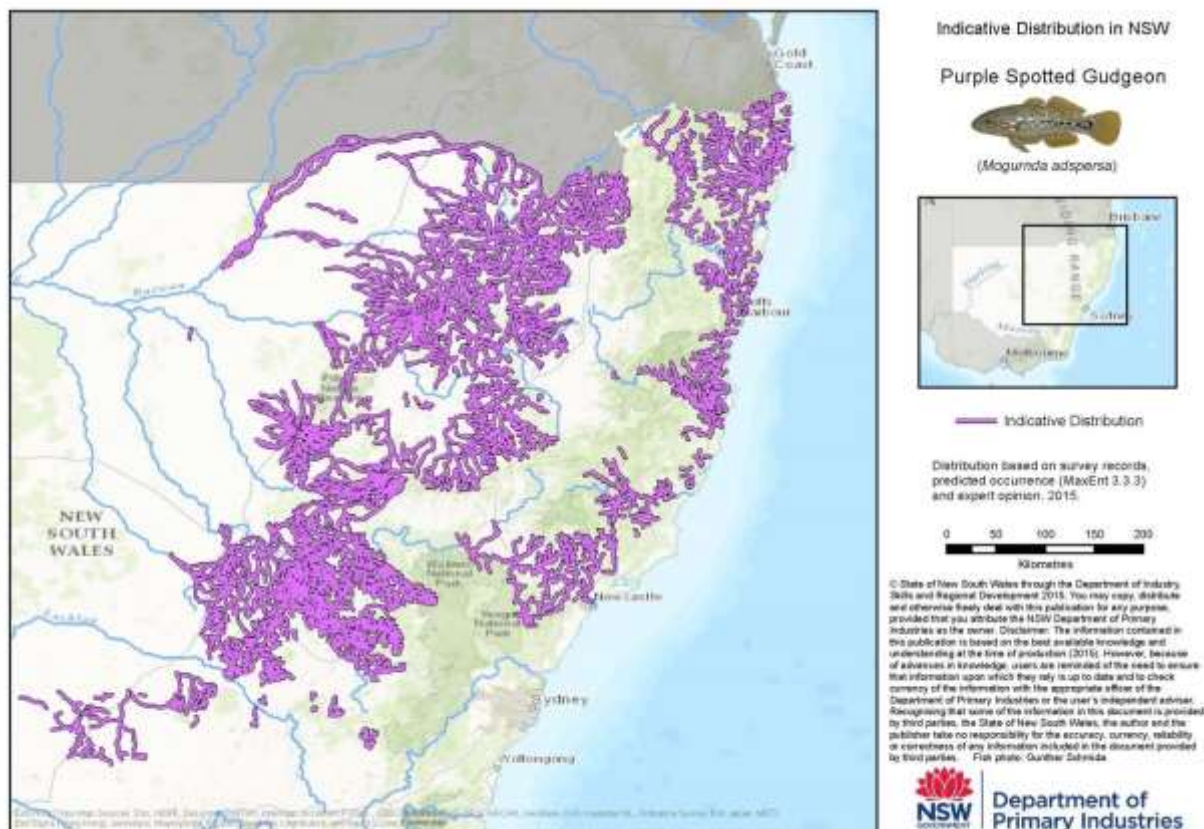 Indicative Distribution in NSW
Purple Spotted Gudgeon
(Mogurnda adspersa)
Gold
Coast
Barwon
Harbour
NEW
SOUTH
WALES
National
Park
Newcastle
National
Park
Lachlan
Sydney
Wollongong
Brisbane
RANGE
Darling
Sydney
Melbourne
Indicative Distribution
Distribution based on survey records,
predicted occurrence (MaxEnt 3.3.3)
and expert opinion, 2015.
0 50 100 150 200
Kilometres
© State of New South Wales through the Department of Industry,
Skills and Regional Development 2015. You may copy, distribute
and otherwise freely deal with this publication for any purpose,
provided that you attribute the NSW Department of Primary
Industries as the owner. Disclaimer: The information contained in
this publication is based on the best available knowledge and
understanding at the time of production (2015). However, because
of advances in knowledge, users are reminded of the need to ensure
that information upon which they rely is up to date and to check
currency of the information with the appropriate officer of the
Department of Primary Industries or the user's independent adviser.
Recognising that some of the information in this document is provided
by third parties, the State of New South Wales, the author and the
publisher take no responsibility for the accuracy, currency, reliability
or correctness of any information included in the document provided
by third parties. Fish photo: Gunther Schmida
NSW
GOVERNMENT
Department of
Primary Industries